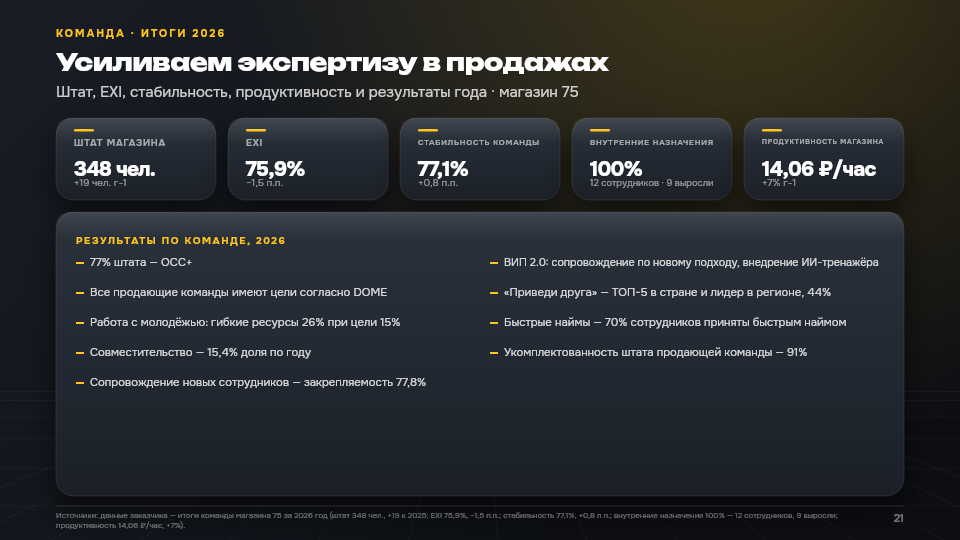 КОМАНДА · ИТОГИ 2026
Усиливаем экспертизу в продажах
Штат, EXI, стабильность, продуктивность и результаты года · магазин 75
ШТАТ МАГАЗИНА
348 чел.
+19 чел. г-1
EXI
75,9%
−1,5 п.п.
СТАБИЛЬНОСТЬ КОМАНДЫ
77,1%
+0,8 п.п.
ВНУТРЕННИЕ НАЗНАЧЕНИЯ
100%
12 сотрудников · 9 выросли
ПРОДУКТИВНОСТЬ МАГАЗИНА
14,06 ₽/час
+7% г-1
РЕЗУЛЬТАТЫ ПО КОМАНДЕ, 2026
77% штата — ОСС+
Все продающие команды имеют цели согласно DOME
Работа с молодёжью: гибкие ресурсы 26% при цели 15%
Совместительство — 15,4% доля по году
Сопровождение новых сотрудников — закрепляемость 77,8%
ВИП 2.0: сопровождение по новому подходу, внедрение ИИ-тренажёра
«Приведи друга» — ТОП-5 в стране и лидер в регионе, 44%
Быстрые наймы — 70% сотрудников приняты быстрым наймом
Укомплектованность штата продающей команды — 91%
Источники: данные заказчика — итоги команды магазина 75 за 2026 год (штат 348 чел., +19 к 2025; EXI 75,9%, −1,5 п.п.; стабильность 77,1%, +0,8 п.п.; внутренние назначения 100% — 12 сотрудников, 9 выросли;
продуктивность 14,06 ₽/час, +7%).
21